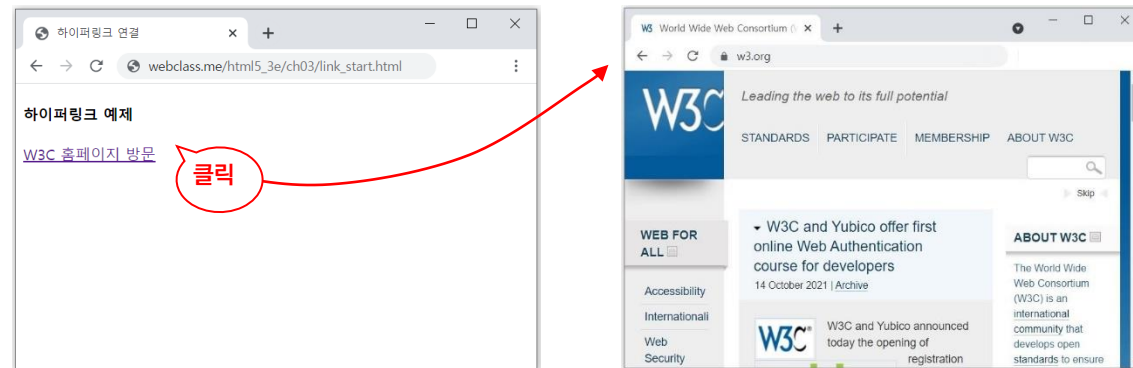 하이퍼링크 연결
webclass.me/html5_3e/ch03/link_start.html
하이퍼링크 예제
W3C 홈페이지 방문
클릭
W3 World Wide Web Consortium (
w3.org
W3C
Leading the web to its full potential
STANDARDS PARTICIPATE MEMBERSHIP ABOUT W3C
Skip
WEB FOR
ALL
Accessibility
Internationali
Web
Security
W3C and Yubico offer first
online Web Authentication
course for developers
14 October 2021 | Archive
W3C
W3C and Yubico announced
today the opening of
registration
ABOUT W3C
The World Wide
Web Consortium
(W3C) is an
international
community that
develops open
standards to ensure